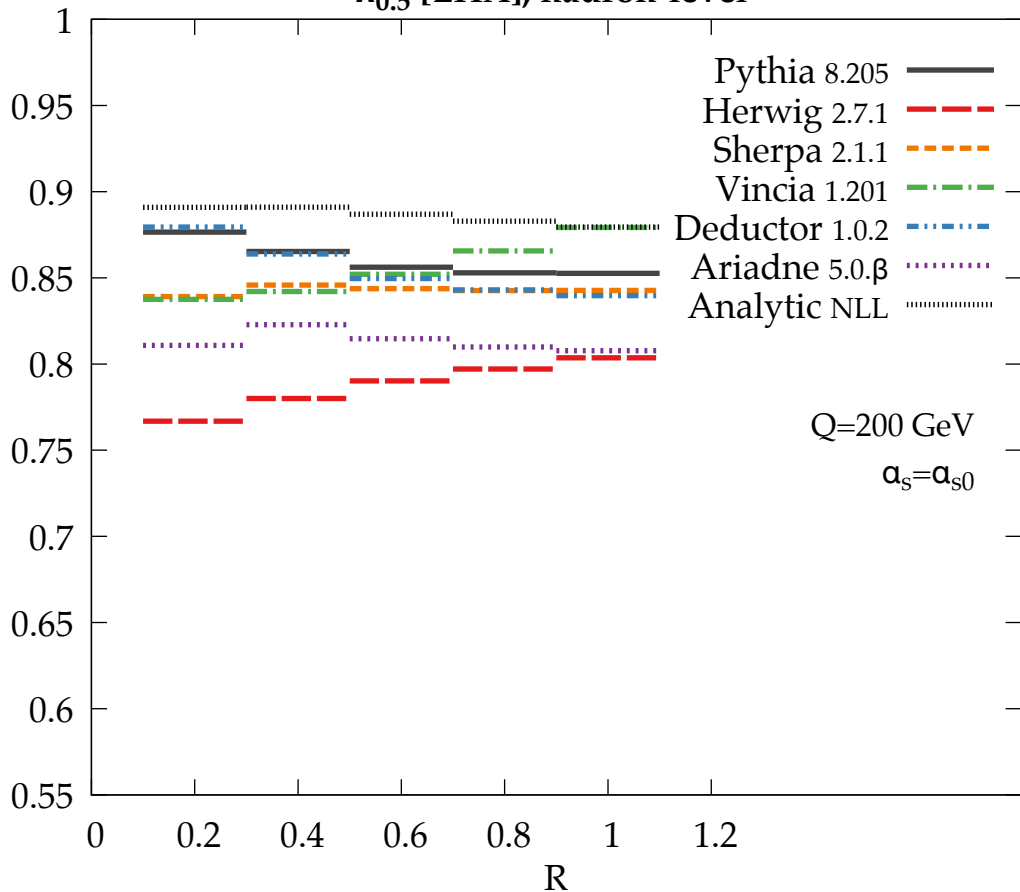 1
0.95
0.9
0.85
0.8
0.75
0.7
0.65
0.6
0.55
Pythia 8.205
Herwig 2.7.1
Sherpa 2.1.1
Vincia 1.201
Deductor 1.0.2
Ariadne 5.0.β
Analytic NLL
Q=200 GeV
αs=αs0
0 0.2 0.4 0.6 0.8 1 1.2
R